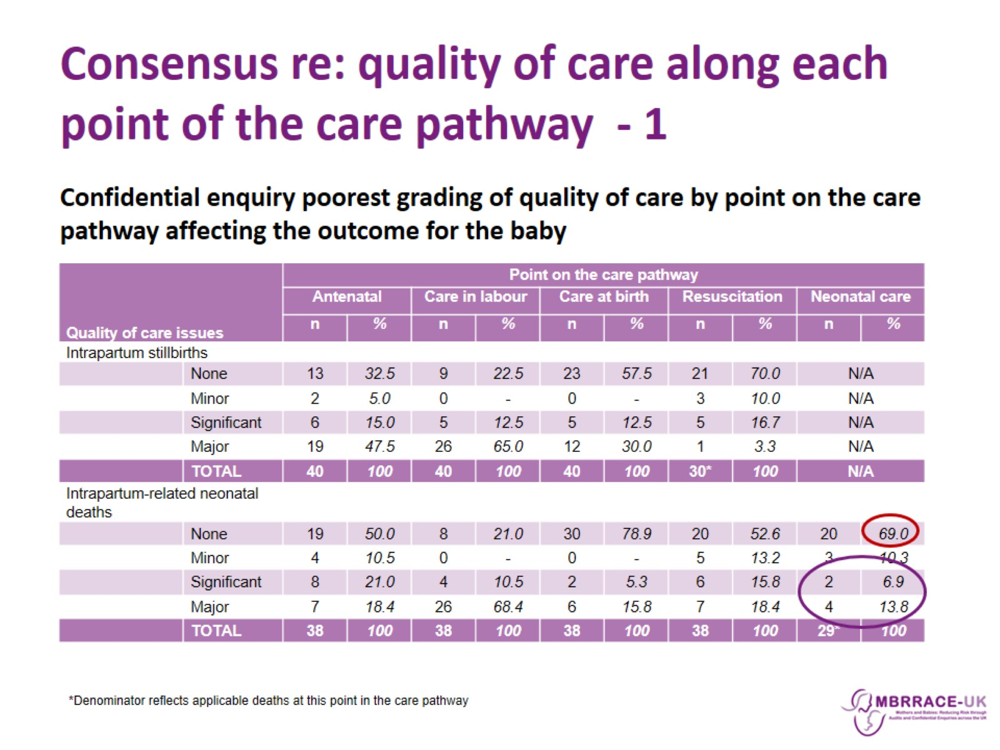 Consensus re: quality of care along each
point of the care pathway - 1
Confidential enquiry poorest grading of quality of care by point on the care
pathway affecting the outcome for the baby
Point on the care pathway
Antenatal Care in labour Care at birth Resuscitation Neonatal care
Quality of care issues n % n % n % n % n %
Intrapartum stillbirths
None 13 32.5 9 22.5 23 57.5 21 70.0 N/A
Minor 2 5.0 0 - 0 - 3 10.0 N/A
Significant 6 15.0 5 12.5 5 12.5 5 16.7 N/A
Major 19 47.5 26 65.0 12 30.0 1 3.3 N/A
TOTAL 40 100 40 100 40 100 30* 100 N/A
Intrapartum-related neonatal
deaths
None 19 50.0 8 21.0 30 78.9 20 52.6 20 69.0
Minor 4 10.5 0 - 0 - 5 13.2 3 10.3
Significant 8 21.0 4 10.5 2 5.3 6 15.8 2 6.9
Major 7 18.4 26 68.4 6 15.8 7 18.4 4 13.8
TOTAL 38 100 38 100 38 100 38 100 29* 100
*Denominator reflects applicable deaths at this point in the care pathway
MBRRACE-UK
Mothers and Babies: Reducing Risk through
Audits and Confidential Enquiries across the UK